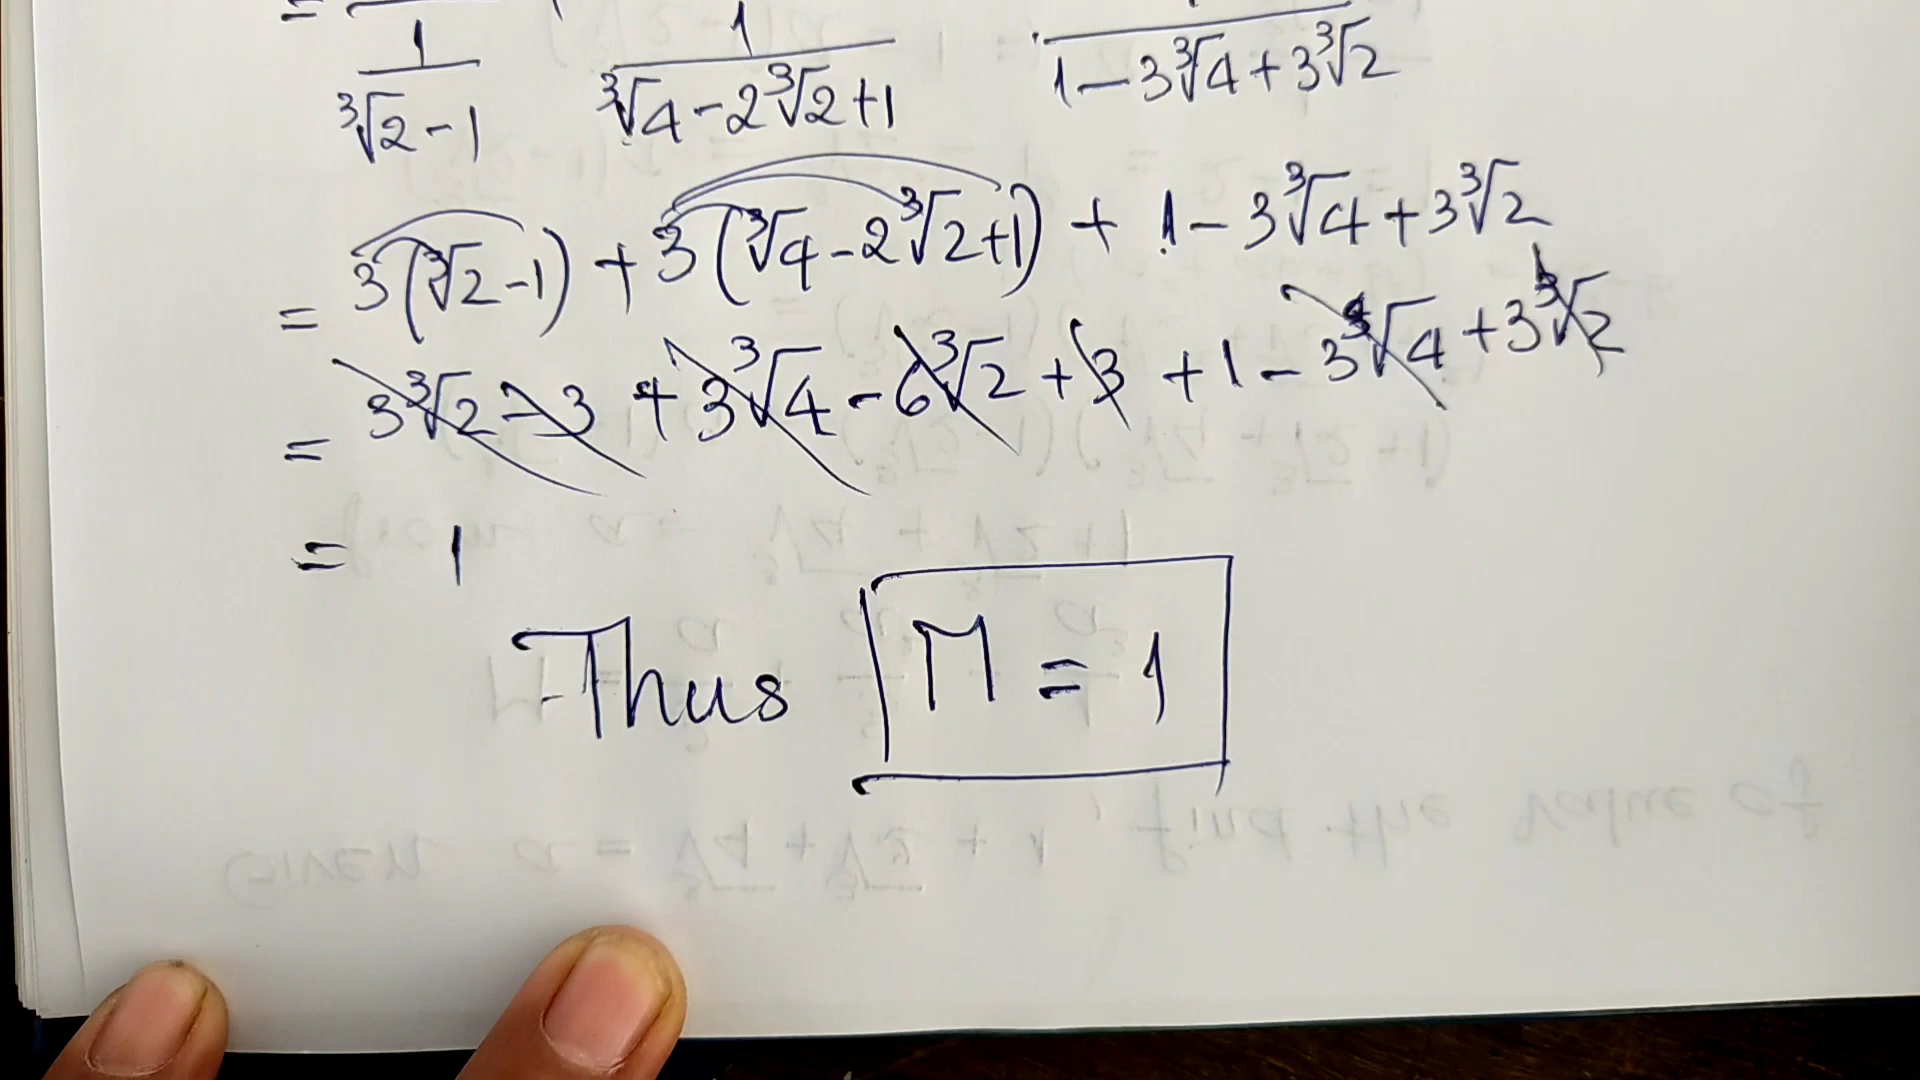 =
1/(∛2-1) 1/(∛4-2∛2+1) 1-3∛4+3∛2
= 3(∛2-1) + 3(∛4-2∛2+1) + 1-3∛4+3∛2
= 3∛2-3 + 3∛4-6∛2+3 +1-3∛4+3∛2
= 1
Thus M = 1